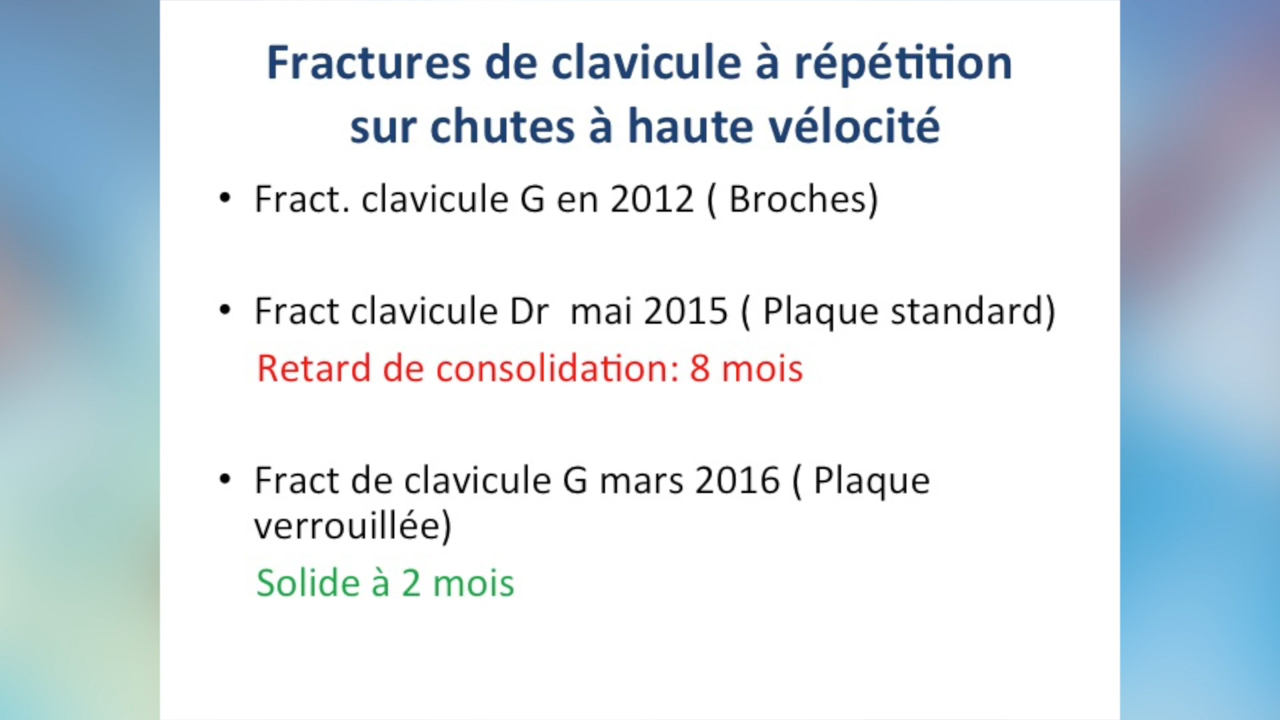 Fractures de clavicule à répétition
sur chutes à haute vélocité
• Fract. clavicule G en 2012 ( Broches)
• Fract clavicule Dr  mai 2015 ( Plaque standard)
Retard de consolidation: 8 mois
• Fract de clavicule G mars 2016 ( Plaque
verrouillée)
Solide à 2 mois